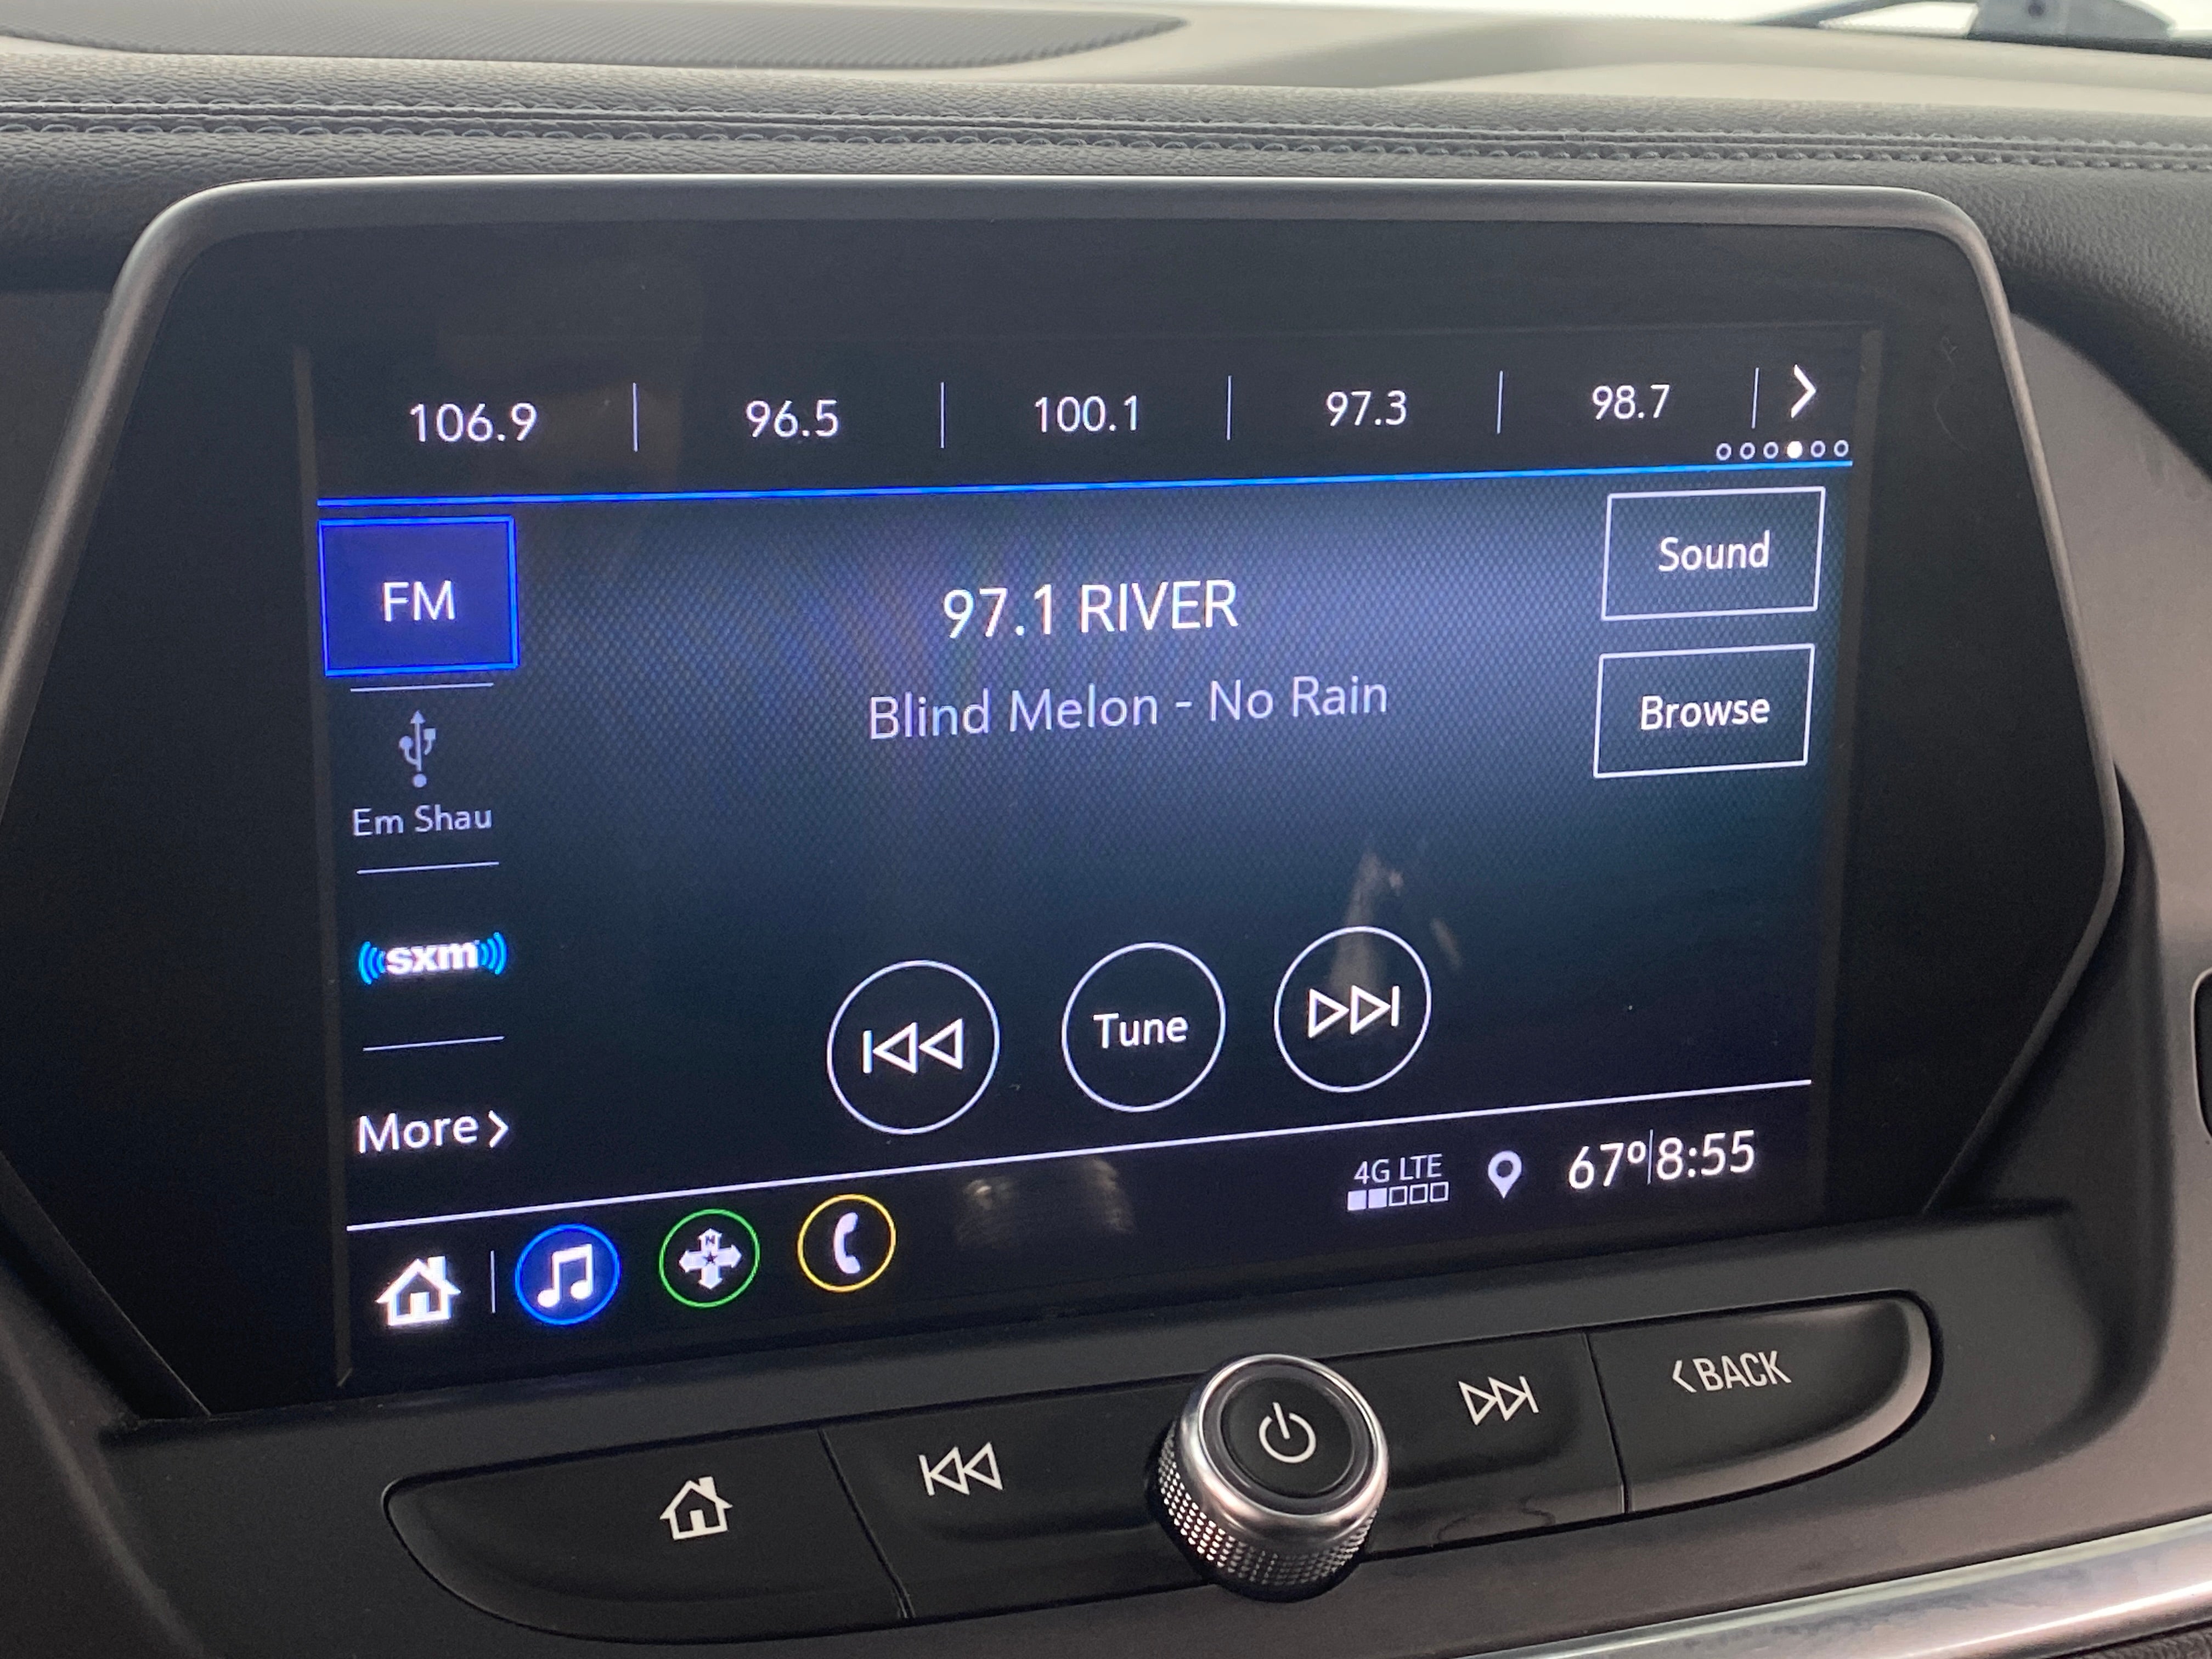 106.9 96.5 100.1 97.3 98.7
FM
97.1 RIVER
Blind Melon - No Rain
Sound
Browse
Em Shau
sxm
Tune
More
4G LTE
67° 8:55
N
BACK